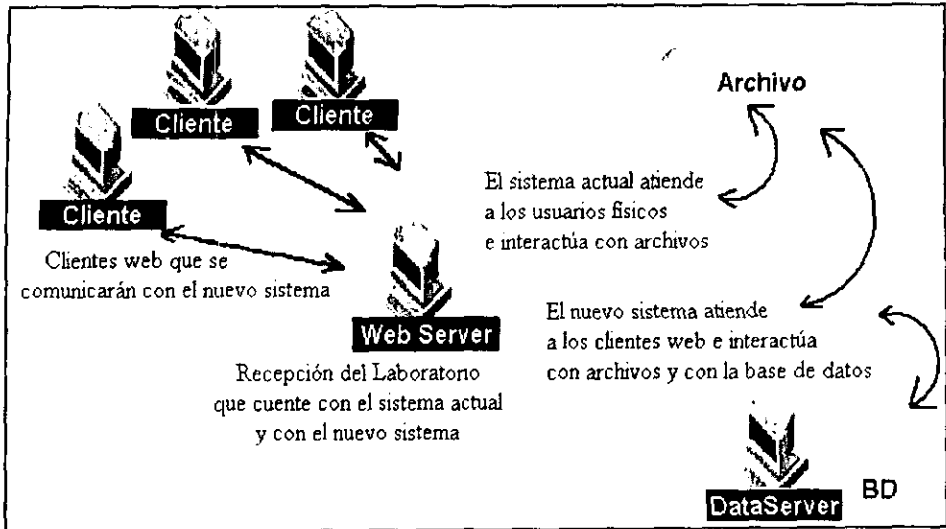 Cliente
Cliente
Cliente
Clientes web que se
comunicarán con el nuevo sistema
Web Server
Recepción del Laboratorio
que cuente con el sistema actual
y con el nuevo sistema
Archivo
El sistema actual atiende
a los usuarios físicos
e interactúa con archivos
El nuevo sistema atiende
a los clientes web e interactúa
con archivos y con la base de datos
DataServer
BD